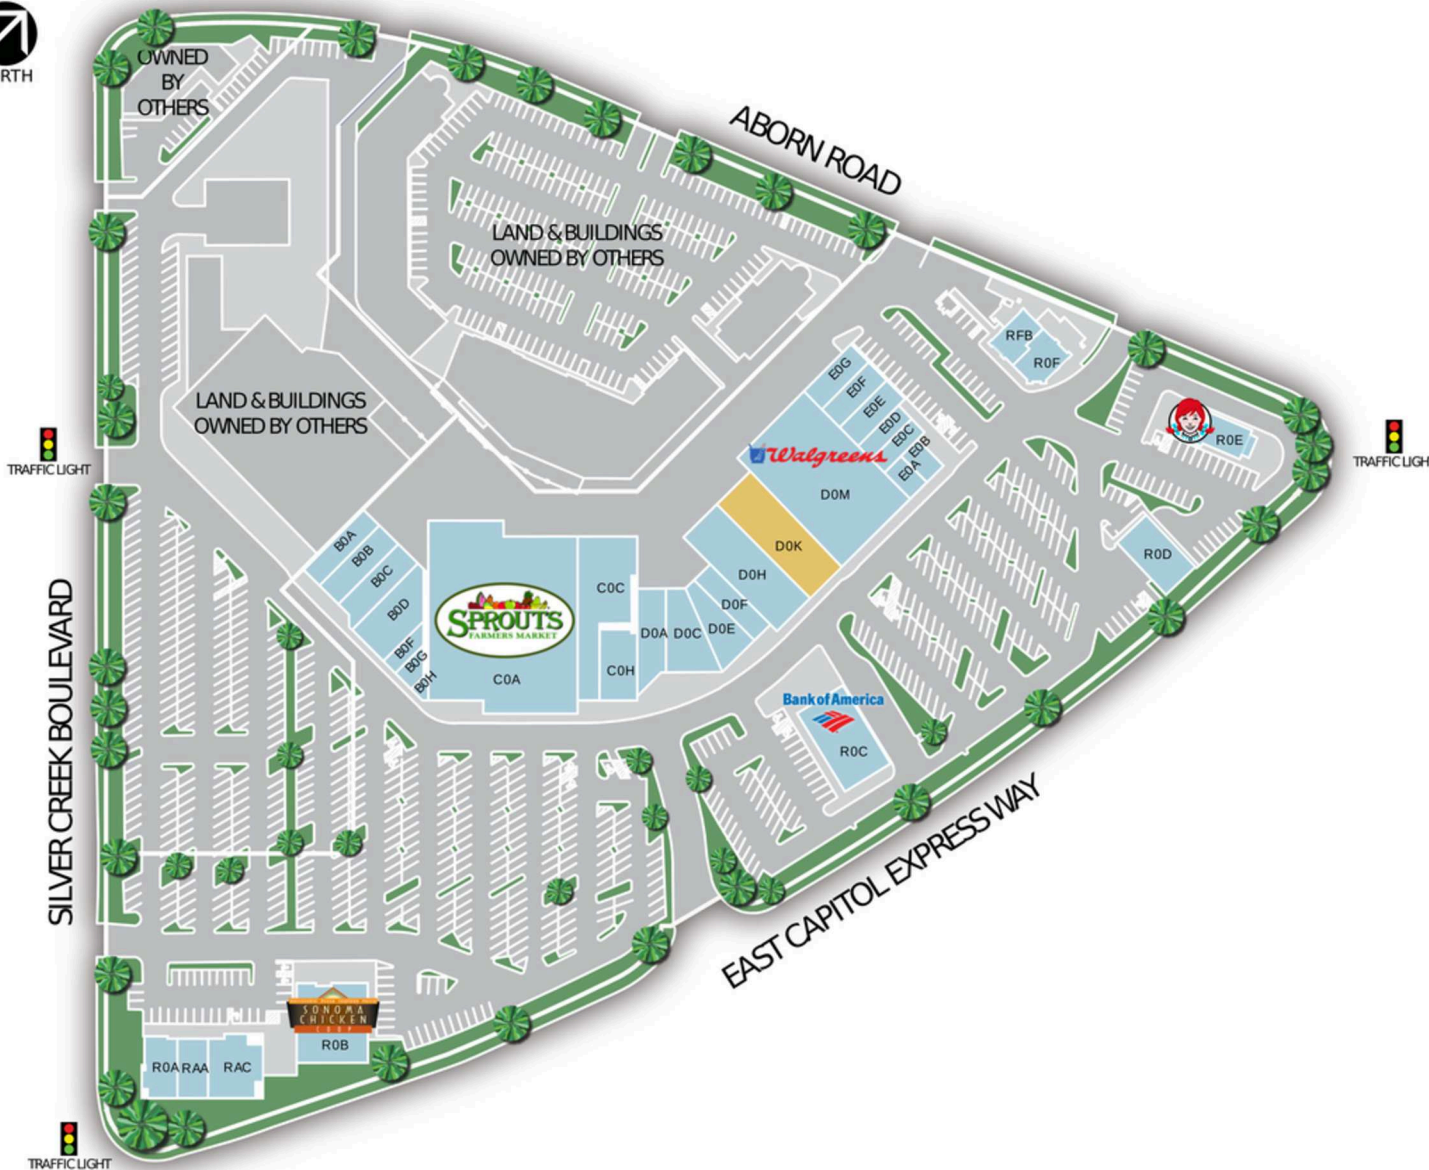 RTH
OWNED
BY
OTHERS
ABORN ROAD
LAND & BUILDINGS
OWNED BY OTHERS
LAND & BUILDINGS
OWNED BY OTHERS
TRAFFIC LIGHT
TRAFFIC LIGH
RFB
R0F
R0E
R0D
E0G
E0F
E0E
E0D
E0C
E0B
E0A
Walgreens
D0M
D0K
D0H
D0F
D0E
D0C
D0A
B0A
B0B
B0C
B0D
B0F
B0G
B0H
SPROUTS
FARMERS MARKET
C0A
C0C
C0H
Bank of America
R0C
SILVER CREEK BOULEVARD
EAST CAPITOL EXPRESS WAY
SONOMA
CHICKEN
COOP
R0B
R0A
RAA
RAC
TRAFFIC LIGHT